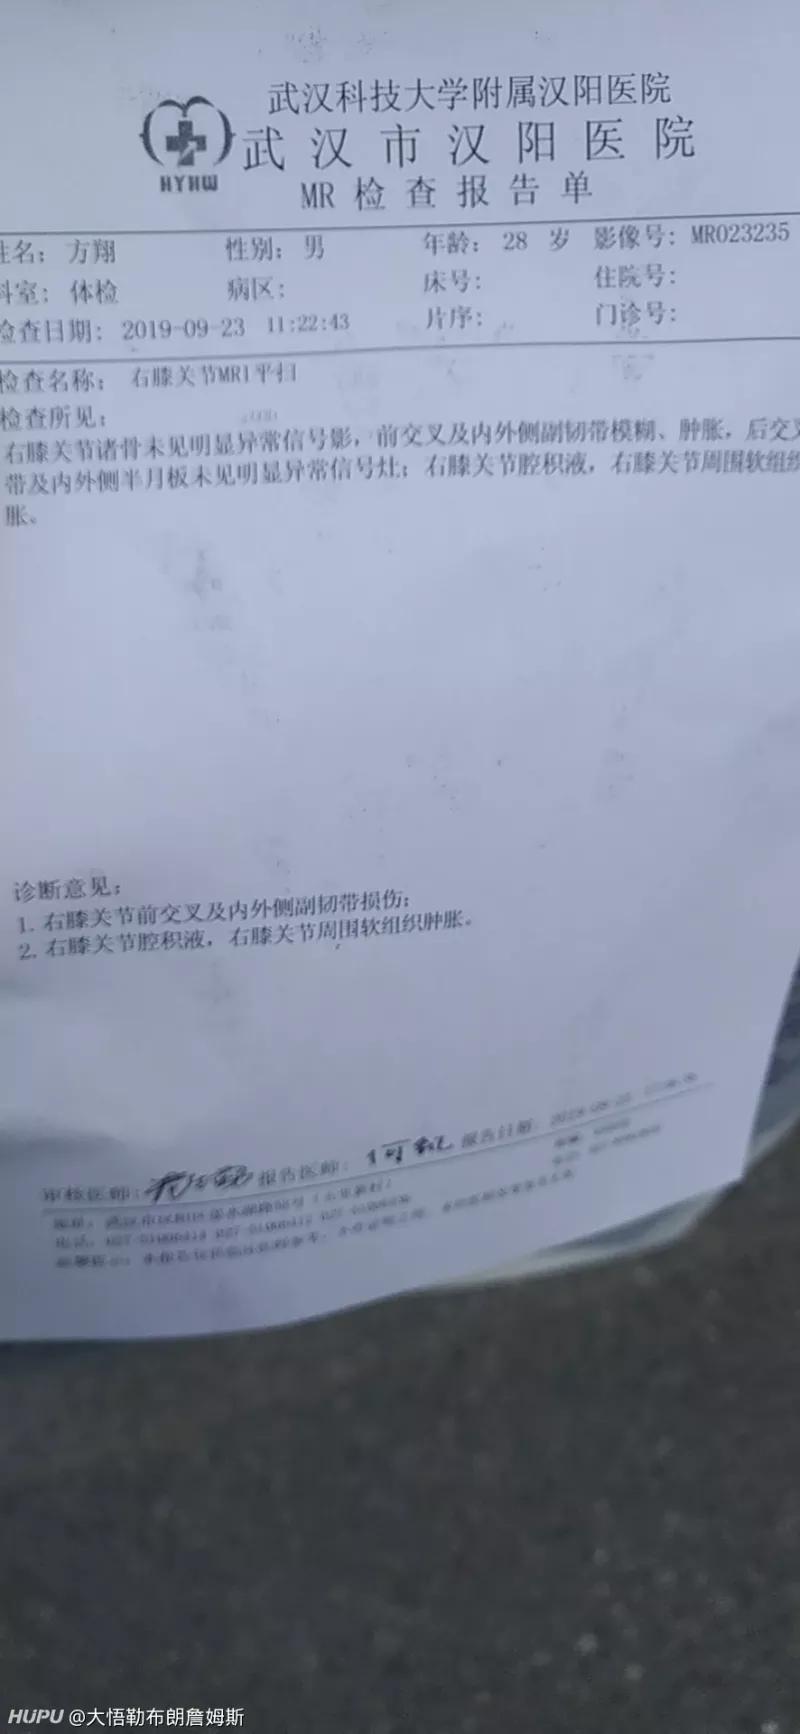 武汉科技大学附属汉阳医院
HYHW
武汉市汉阳医院
MR检查报告单
姓名：方翔 性别：男 年龄：28 岁 影像号：MR023235
科室：体检 病区： 床号： 住院号：
检查日期：2019-09-23 11:22:43 片序： 门诊号：
检查名称：右膝关节MRI平扫
检查所见：
右膝关节诸骨未见明显异常信号影，前交叉及内外侧副韧带模糊、肿胀，后交叉
带及内外侧半月板未见明显异常信号灶；右膝关节腔积液，右膝关节周围软组织
胀。
诊断意见：
1. 右膝关节前交叉及内外侧副韧带损伤；
2. 右膝关节腔积液，右膝关节周围软组织肿胀。
审核医师： 报告医师： 报告日期：
HUPU @大悟勒布朗詹姆斯